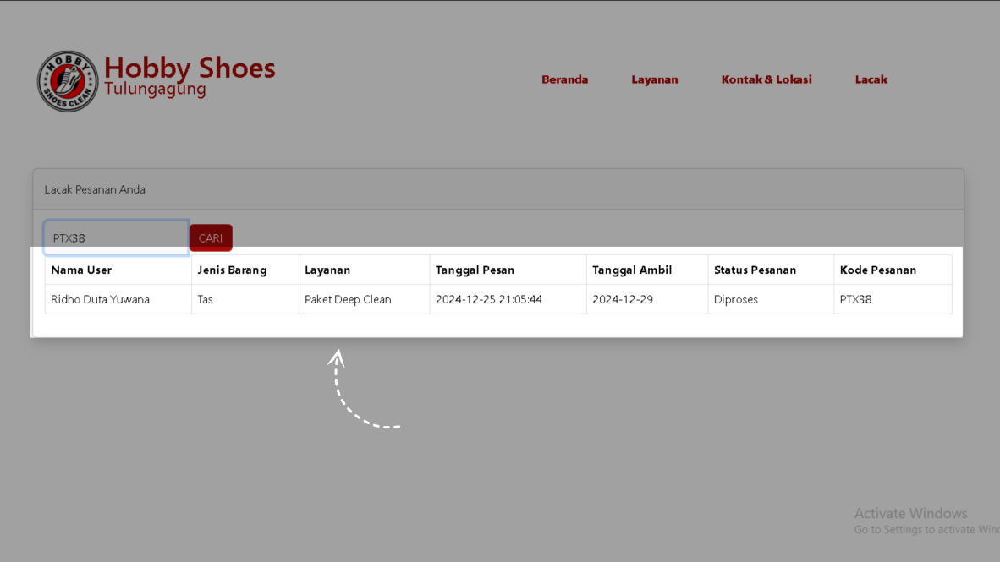 HOBBY
SHOES CLEAN
Hobby Shoes
Tulungagung
Beranda Layanan Kontak & Lokasi Lacak
Lacak Pesanan Anda
PTX38 CARI
Nama User Jenis Barang Layanan Tanggal Pesan Tanggal Ambil Status Pesanan Kode Pesanan
Ridho Duta Yuwana Tas Paket Deep Clean 2024-12-25 21:05:44 2024-12-29 Diproses PTX38
Activate Windows
Go to Settings to activate Win